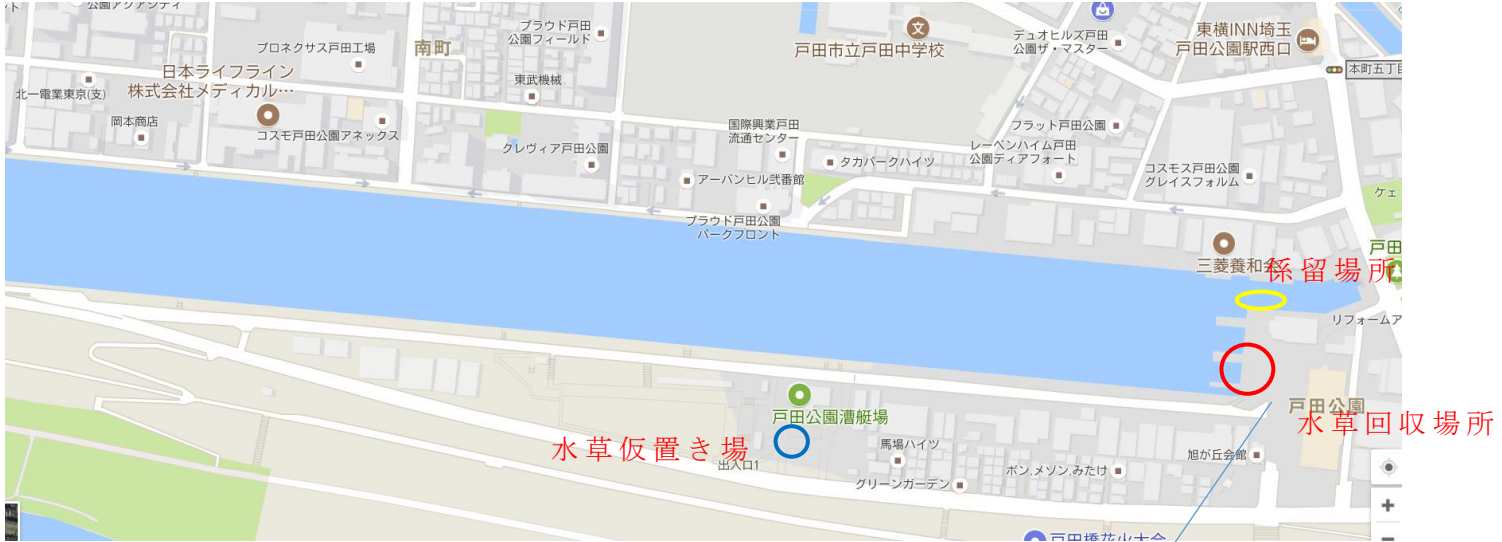 公園アクアシティ
プラウド戸田
公園フィールド
プロネクサス戸田工場
南町
戸田市立戸田中学校
デュオヒルズ戸田
公園ザ・マスター
東横INN埼玉
戸田公園駅西口
本町五丁目
日本ライフライン
株式会社メディカル…
東武機械
北一電業東京(支)
岡本商店
コスモ戸田公園アネックス
クレヴィア戸田公園
国際興業戸田
流通センター
タカパークハイツ
フラット戸田公園
レーベンハイム戸田
公園ディアフォート
コスモス戸田公園
グレイスフォルム
アーバンヒル弐番館
ケェ
プラウド戸田公園
パークフロント
三菱養和会
戸田
係留場所
リフォームア
戸田公園漕艇場
戸田公園
水草回収場所
水草仮置き場
出入口1
馬場ハイツ
グリーンガーデン
ボン.メゾン.みたけ
旭が丘会館
戸田橋花火大会